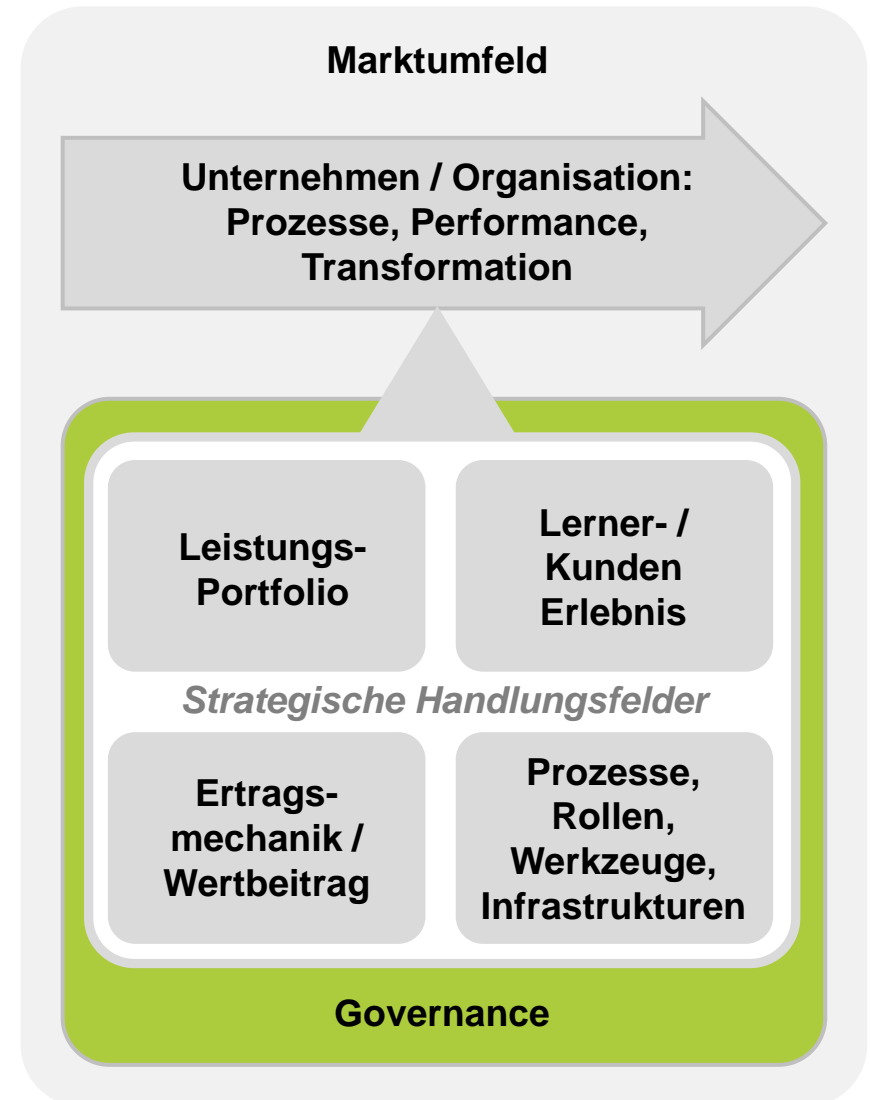 Marktumfeld
Unternehmen / Organisation:
Prozesse, Performance,
Transformation
Leistungs-
Portfolio
Lerner- /
Kunden
Erlebnis
Strategische Handlungsfelder
Ertrags-
mechanik /
Wertbeitrag
Prozesse,
Rollen,
Werkzeuge,
Infrastrukturen
Governance